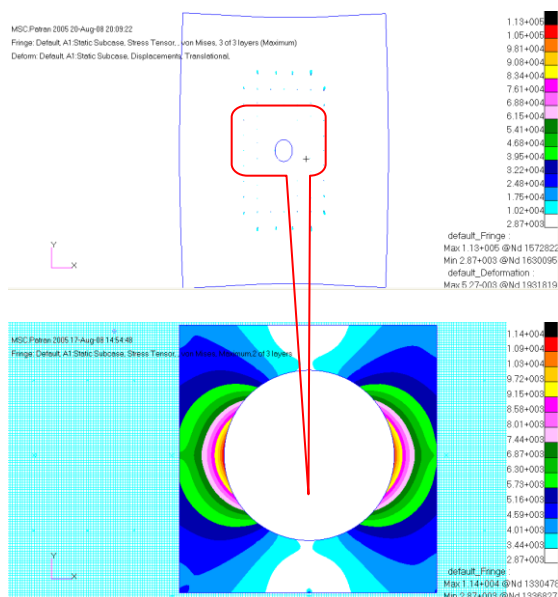 MSC.Patran 2005 20-Aug-08 20:09:22
Fringe: Default, A1:Static Subcase, Stress Tensor, , von Mises, 3 of 3 layers (Maximum)
Deform: Default, A1:Static Subcase, Displacements, Translational,
1.13+005
1.05+005
9.81+004
9.08+004
8.34+004
7.61+004
6.88+004
6.15+004
5.41+004
4.68+004
3.95+004
3.22+004
2.48+004
1.75+004
1.02+004
2.87+003
default_Fringe :
Max 1.13+005 @Nd 1572822
Min 2.87+003 @Nd 1630095
default_Deformation :
Max 5.27-003 @Nd 1931819
Y
X
MSC.Patran 2005 17-Aug-08 14:54:48
Fringe: Default, A1:Static Subcase, Stress Tensor, von Mises, Maximum,2 of 3 layers
1.14+004
1.09+004
1.03+004
9.72+003
9.15+003
8.58+003
8.01+003
7.44+003
6.87+003
6.30+003
5.73+003
5.16+003
4.59+003
4.01+003
3.44+003
2.87+003
default_Fringe :
Max 1.14+004 @Nd 1330478
Min 2.87+003 @Nd 1336827
Y
X